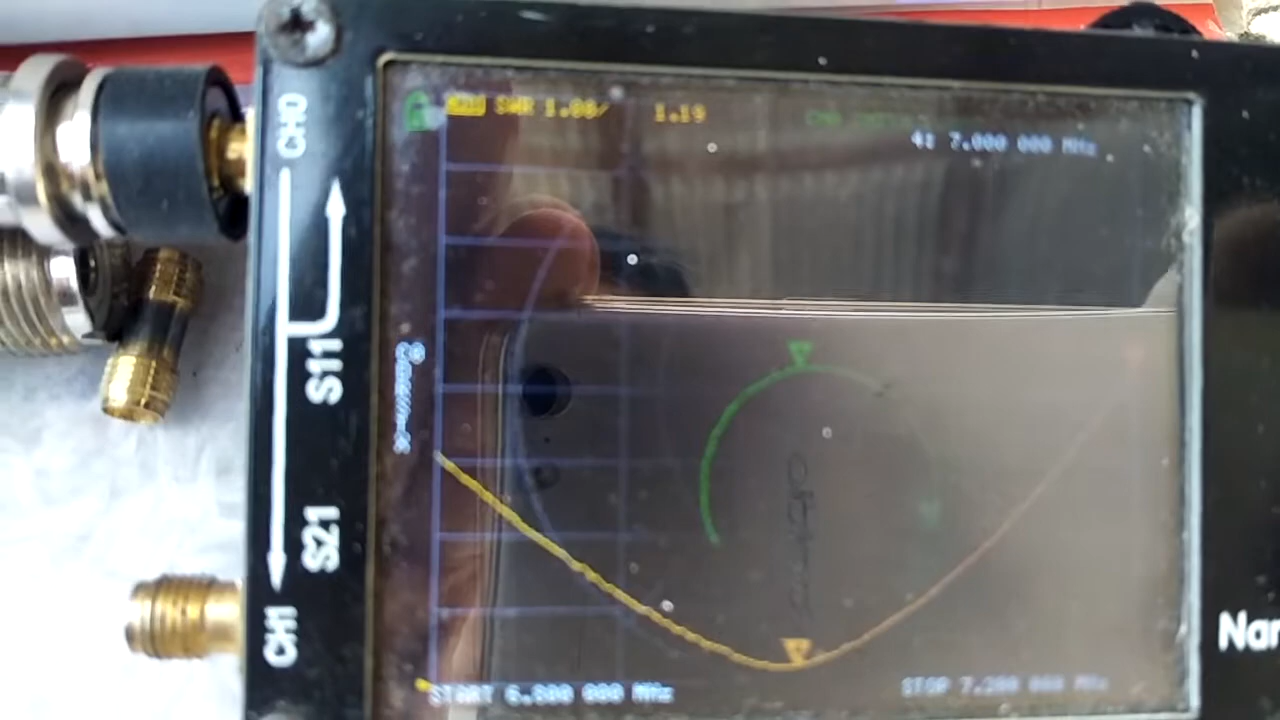 SWR 1.00/ 1.19
4: 7.000 000 MHz
CH0
S11
S21
CH1
START 6.800 000 MHz
STOP 7.200 000 MHz
Nan